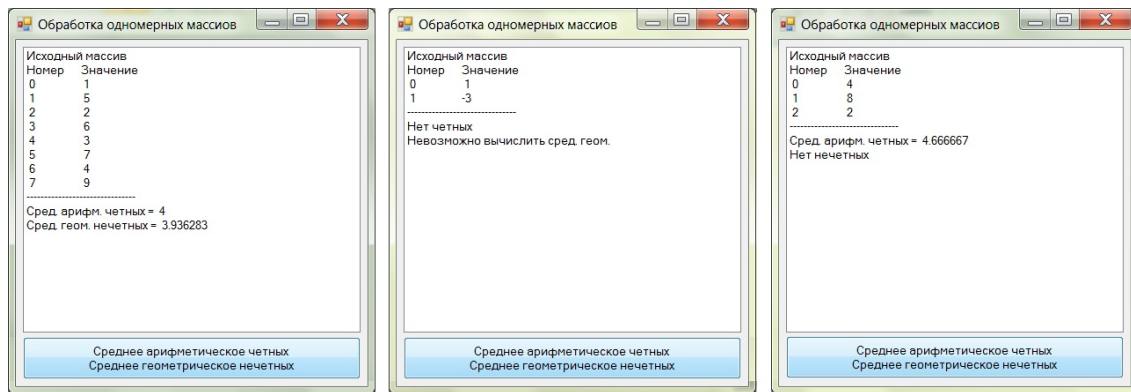 Обработка одномерных массиов
Исходный массив
Номер Значение
0 1
1 5
2 2
3 6
4 3
5 7
6 4
7 9
-------------------------------
Сред. арифм. четных = 4
Сред. геом. нечетных = 3.936283
Среднее арифметическое четных
Среднее геометрическое нечетных
Обработка одномерных массиов
Исходный массив
Номер Значение
0 1
1 -3
-------------------------------
Нет четных
Невозможно вычислить сред. геом.
Среднее арифметическое четных
Среднее геометрическое нечетных
Обработка одномерных массиов
Исходный массив
Номер Значение
0 4
1 8
2 2
-------------------------------
Сред. арифм. четных = 4.666667
Нет нечетных
Среднее арифметическое четных
Среднее геометрическое нечетных